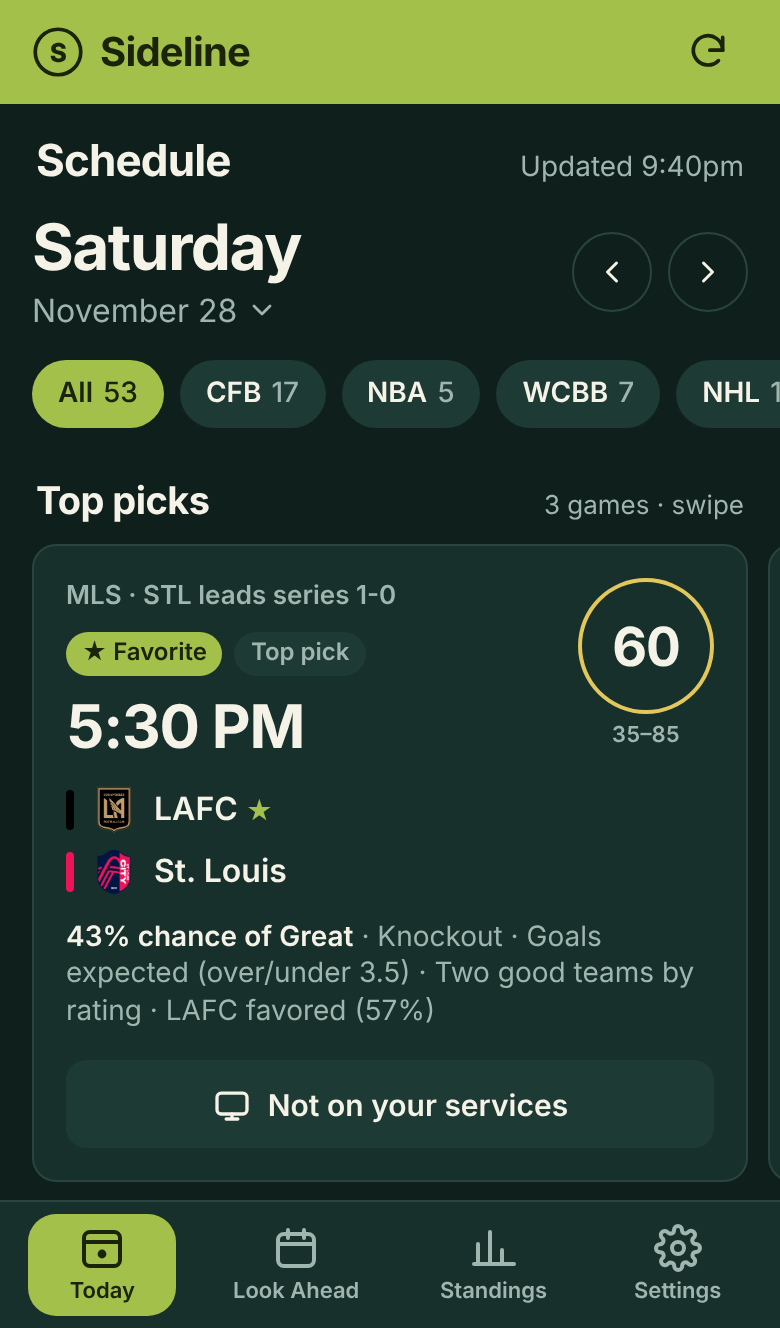 S Sideline
Schedule
Updated 9:40pm
Saturday
November 28
All 53
CFB 17
NBA 5
WCBB 7
NHL 1
Top picks
3 games · swipe
MLS · STL leads series 1-0
60
★ Favorite
Top pick
35–85
5:30 PM
LAFC ★
St. Louis
43% chance of Great · Knockout · Goals
expected (over/under 3.5) · Two good teams by
rating · LAFC favored (57%)
Not on your services
Today
Look Ahead
Standings
Settings